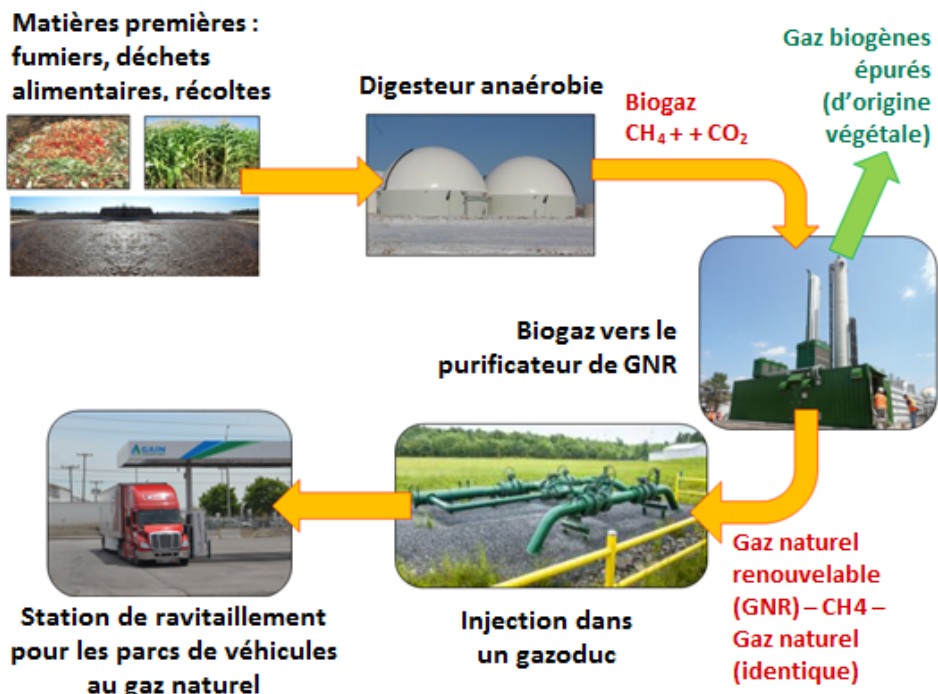 Matières premières :
fumiers, déchets
alimentaires, récoltes
Digesteur anaérobie
Biogaz
CH₄ + + CO₂
Gaz biogènes
épurés
(d’origine
végétale)
Biogaz vers le
purificateur de GNR
GAIN
Station de ravitaillement
pour les parcs de véhicules
au gaz naturel
Injection dans
un gazoduc
Gaz naturel
renouvelable
(GNR) – CH4 –
Gaz naturel
(identique)